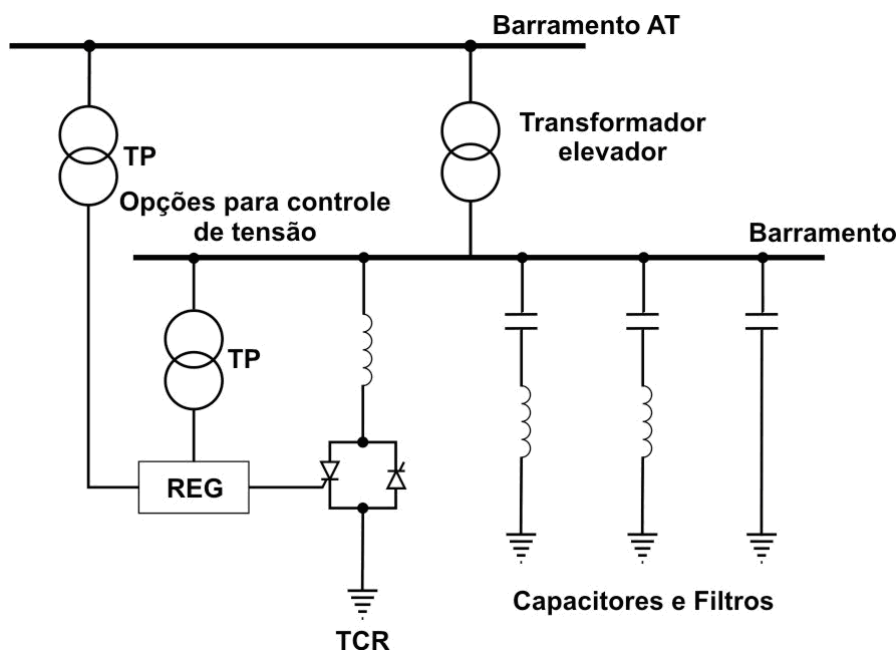 Barramento AT
Transformador
elevador
TP
Opções para controle
de tensão
Barramento
TP
REG
Capacitores e Filtros
TCR